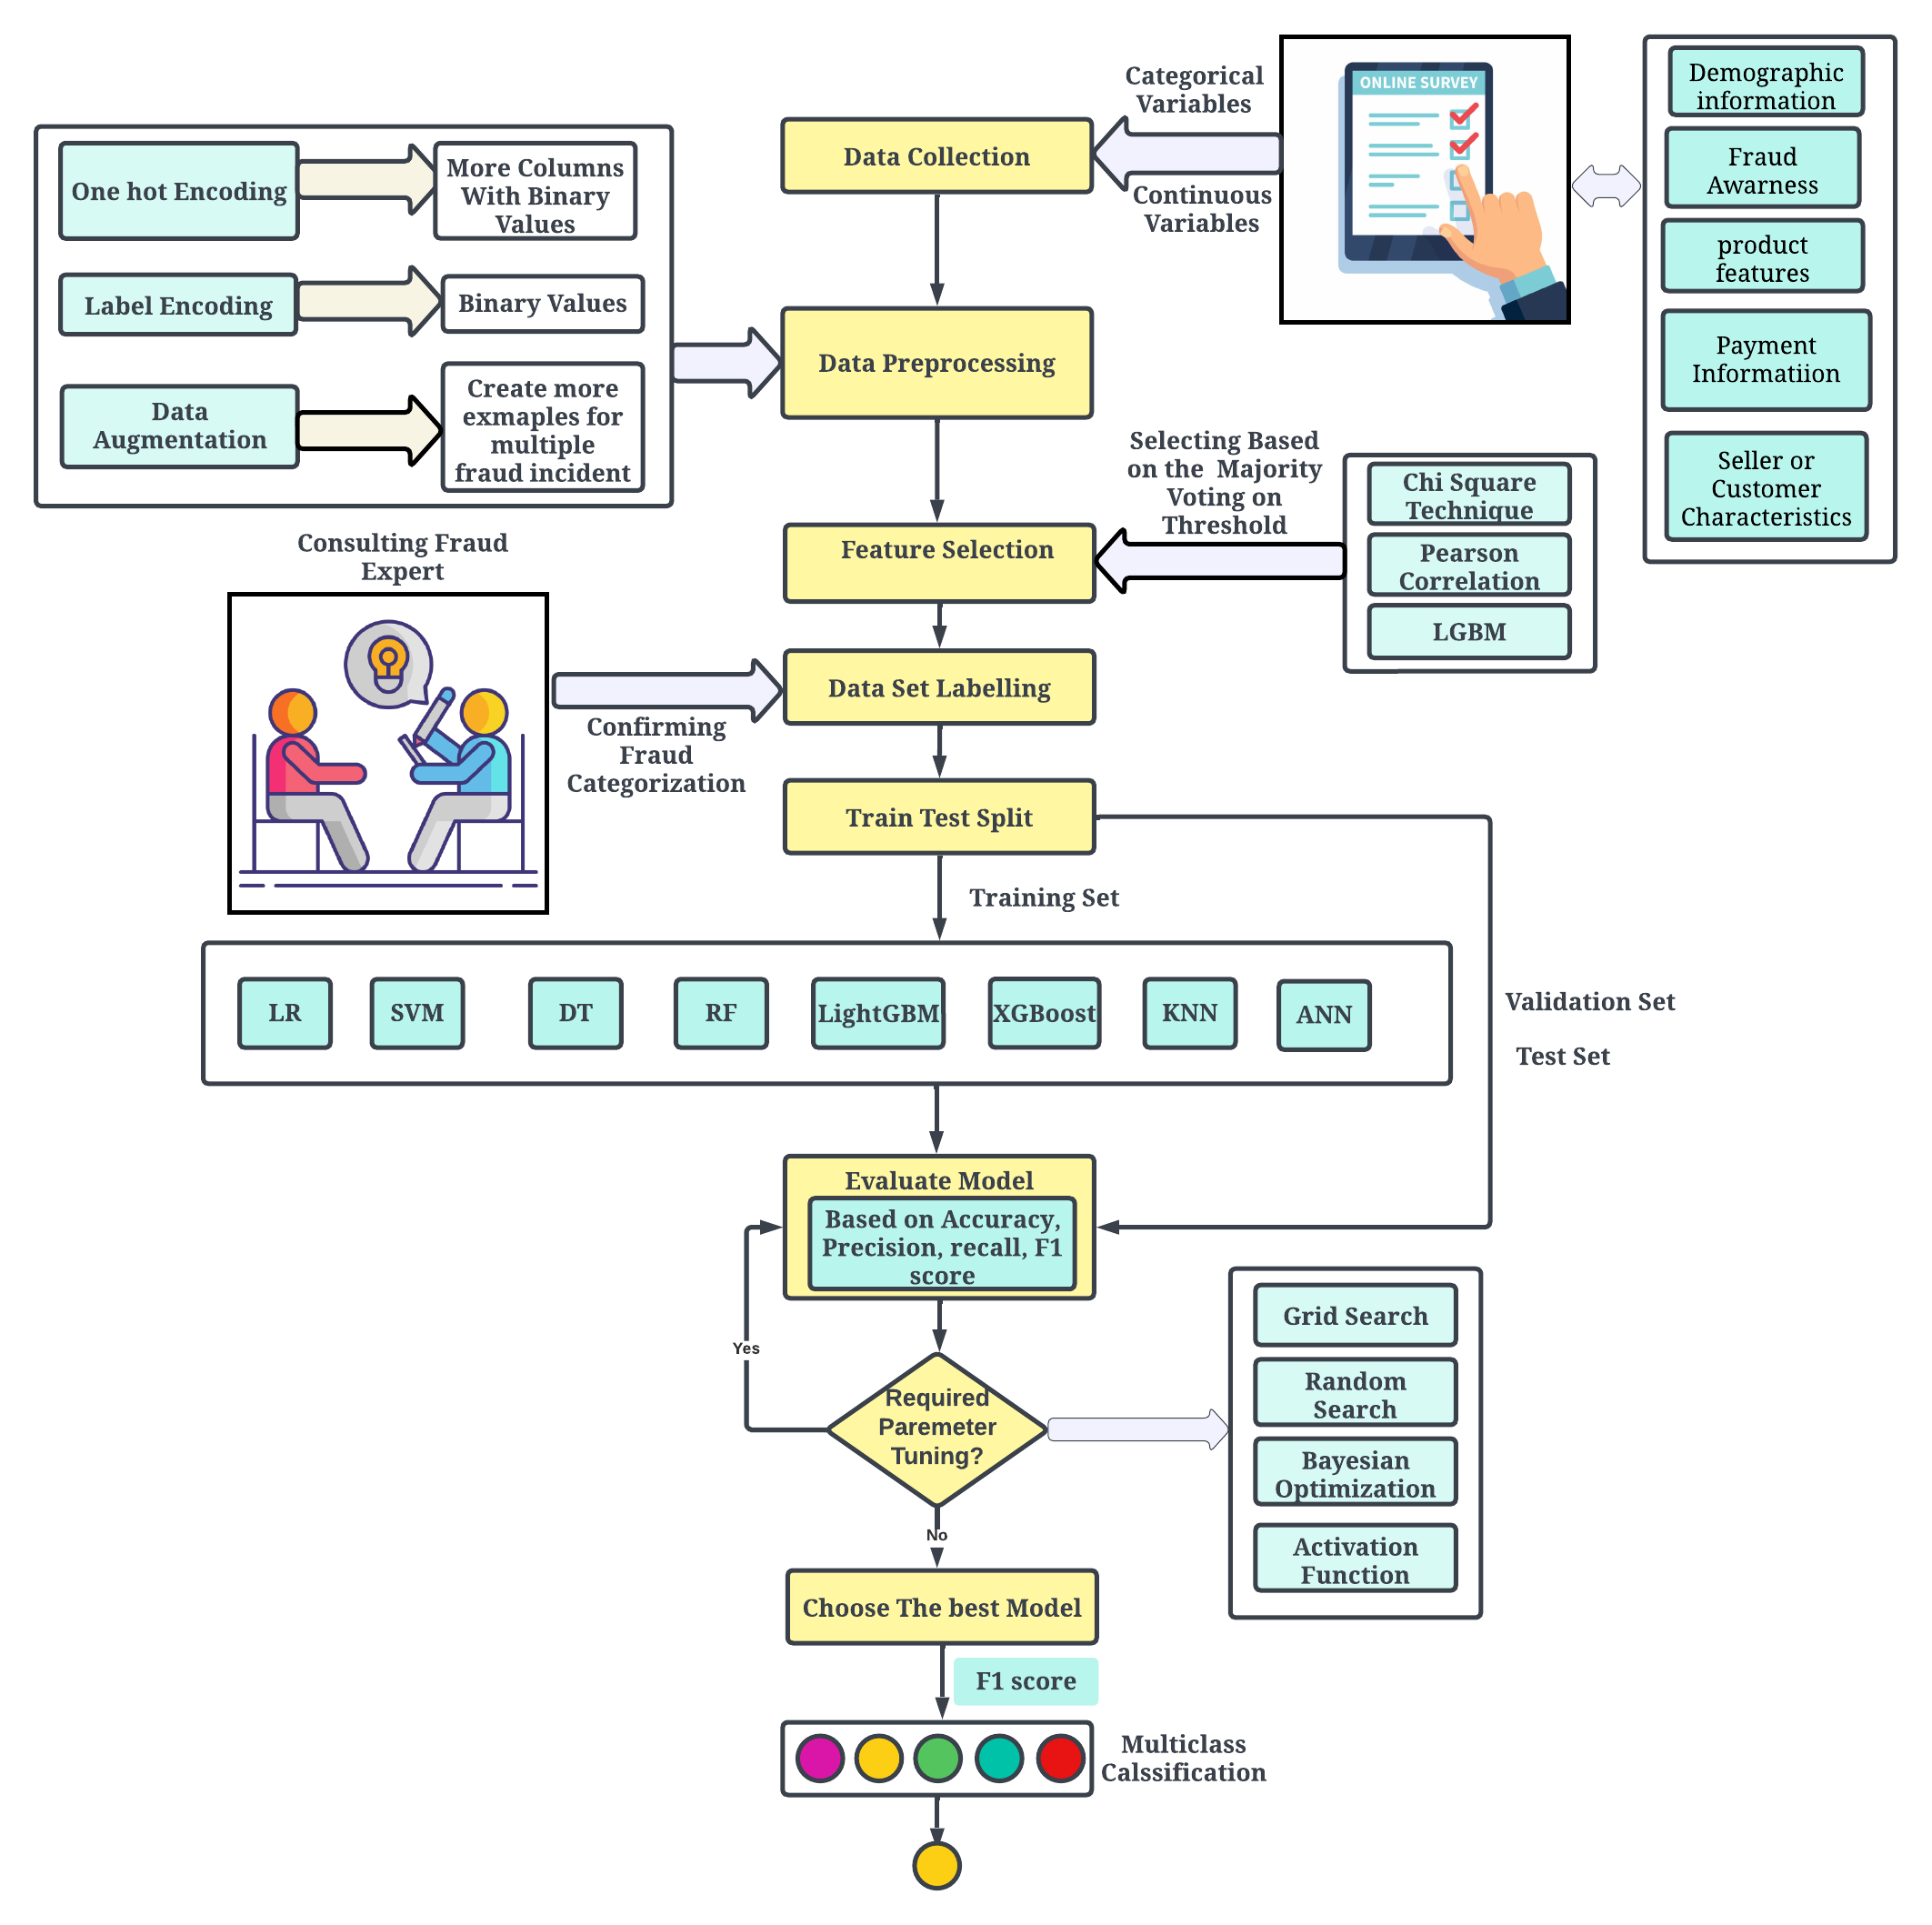 Categorical
Variables
ONLINE SURVEY
Demographic
information
Fraud
Awarness
product
features
Payment
Informatiion
Seller or
Customer
Characteristics
Data Collection
Continuous
Variables
One hot Encoding
More Columns
With Binary
Values
Label Encoding
Binary Values
Data
Augmentation
Create more
exmaples for
multiple
fraud incident
Data Preprocessing
Selecting Based
on the Majority
Voting on
Threshold
Chi Square
Technique
Pearson
Correlation
LGBM
Feature Selection
Consulting Fraud
Expert
Data Set Labelling
Confirming
Fraud
Categorization
Train Test Split
Training Set
LR
SVM
DT
RF
LightGBM
XGBoost
KNN
ANN
Validation Set
Test Set
Evaluate Model
Based on Accuracy,
Precision, recall, F1
score
Yes
Required
Paremeter
Tuning?
Grid Search
Random
Search
Bayesian
Optimization
Activation
Function
No
Choose The best Model
F1 score
Multiclass
Calssification